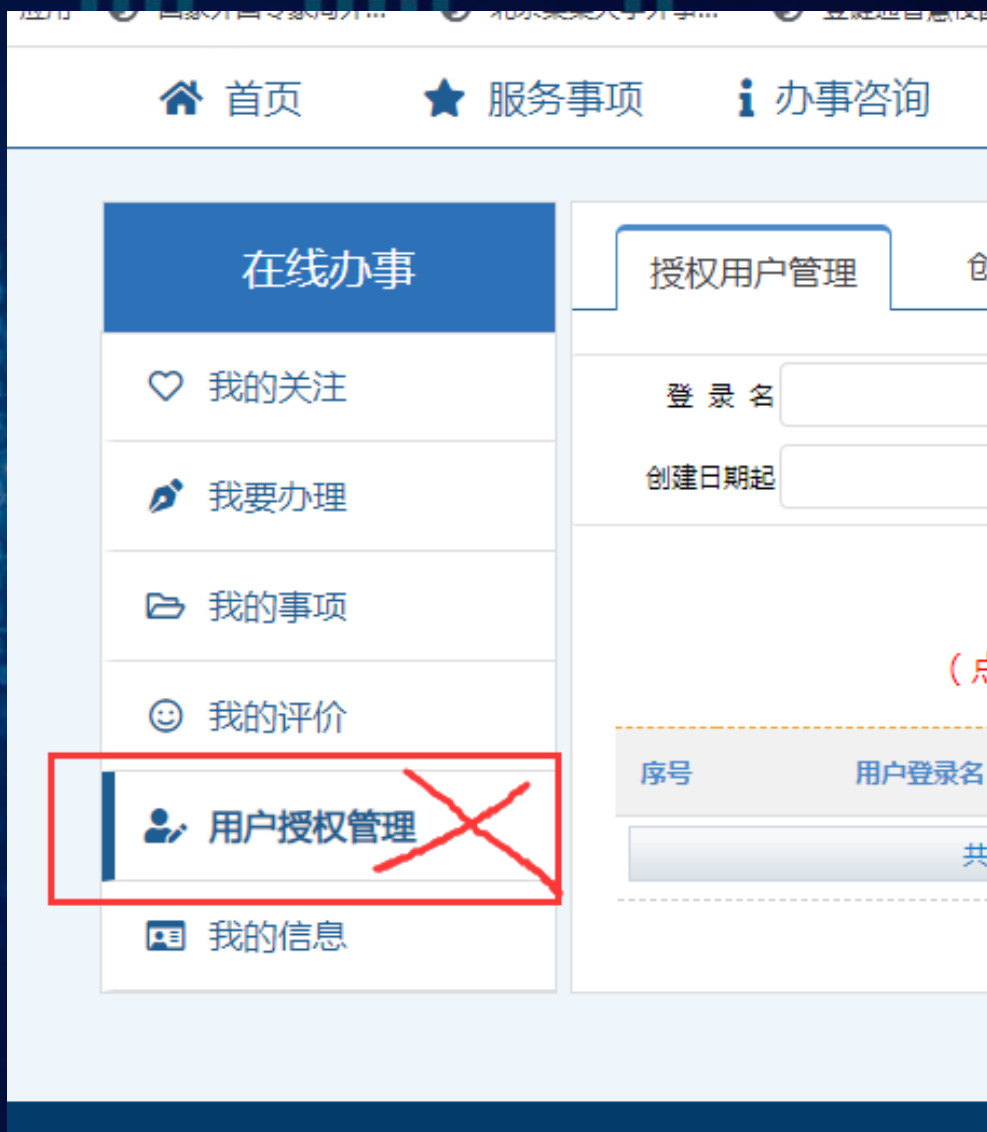 首页
服务事项
办事咨询
在线办事
我的关注
我要办理
我的事项
我的评价
用户授权管理
我的信息
授权用户管理
登 录 名
创建日期起
序号
用户登录名
共